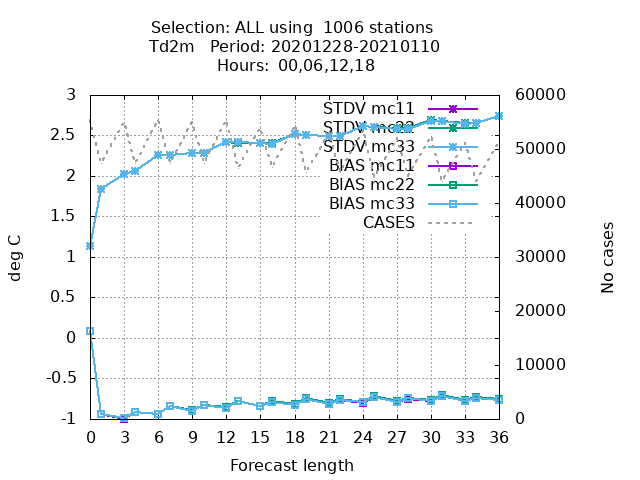 Selection: ALL using  1006 stations
Td2m   Period: 20201228-20210110
Hours:  00,06,12,18
3
2.5
2
1.5
1
0.5
0
-0.5
-1
deg C
60000
50000
40000
30000
20000
10000
0
No cases
STDV mc11
STDV mc22
STDV mc33
BIAS mc11
BIAS mc22
BIAS mc33
CASES
0 3 6 9 12 15 18 21 24 27 30 33 36
Forecast length